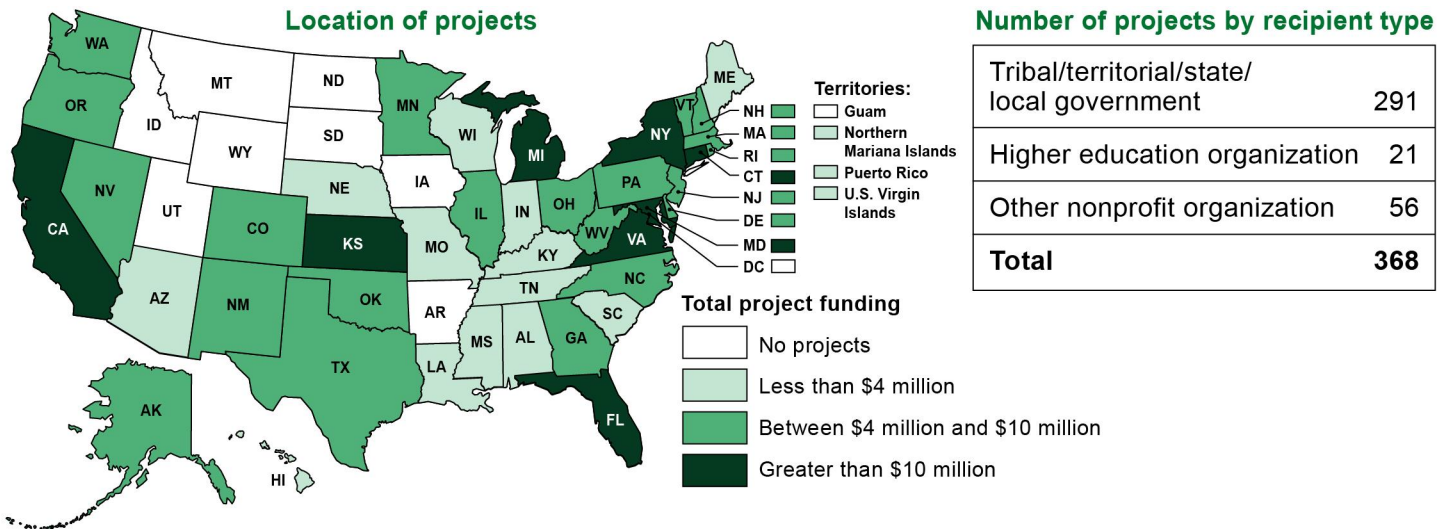 Location of projects
WA
OR
CA
NV
ID
MT
WY
UT
AZ
CO
NM
ND
SD
NE
KS
OK
TX
MN
IA
MO
AR
LA
WI
IL
MI
IN
OH
KY
TN
MS
AL
GA
FL
SC
NC
VA
WV
PA
NY
VT
ME
AK
HI
NH
MA
RI
CT
NJ
DE
MD
DC
Territories:
Guam
Northern
Mariana Islands
Puerto Rico
U.S. Virgin
Islands
Total project funding
No projects
Less than $4 million
Between $4 million and $10 million
Greater than $10 million
Number of projects by recipient type
Tribal/territorial/state/
local government 291
Higher education organization 21
Other nonprofit organization 56
Total 368